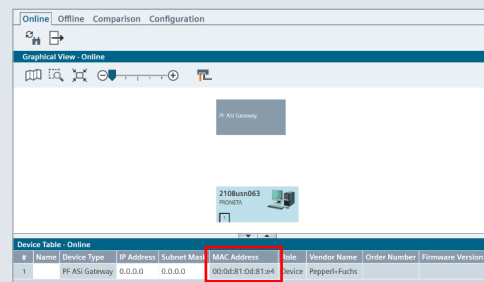 Online Offline Comparison Configuration
Graphical View - Online
PF ASi Gateway
2108usn063
PRONETA
1
Device Table - Online
# Name Device Type IP Address Subnet Mask MAC Address Role Vendor Name Order Number Firmware Version
1 PF ASi Gateway 0.0.0.0 0.0.0.0 00:0d:81:0d:81:e4 Device Pepperl+Fuchs